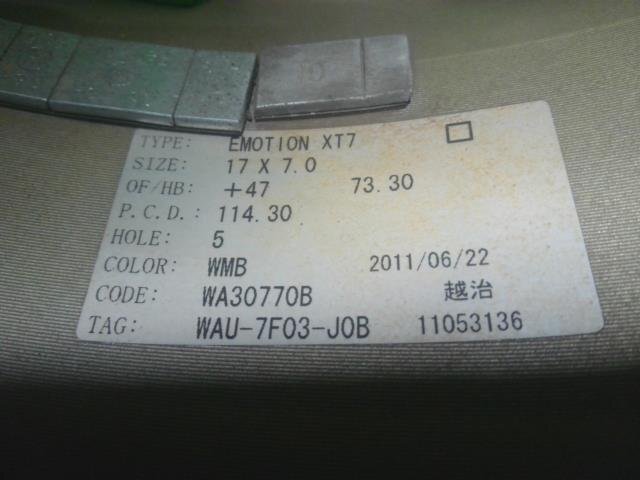 TYPE: EMOTION XT7 □
SIZE: 17 X 7.0
OF/HB: +47 73.30
P.C.D.: 114.30
HOLE: 5
COLOR: WMB 2011/06/22
CODE: WA30770B 越治
TAG: WAU-7F03-J0B 11053136